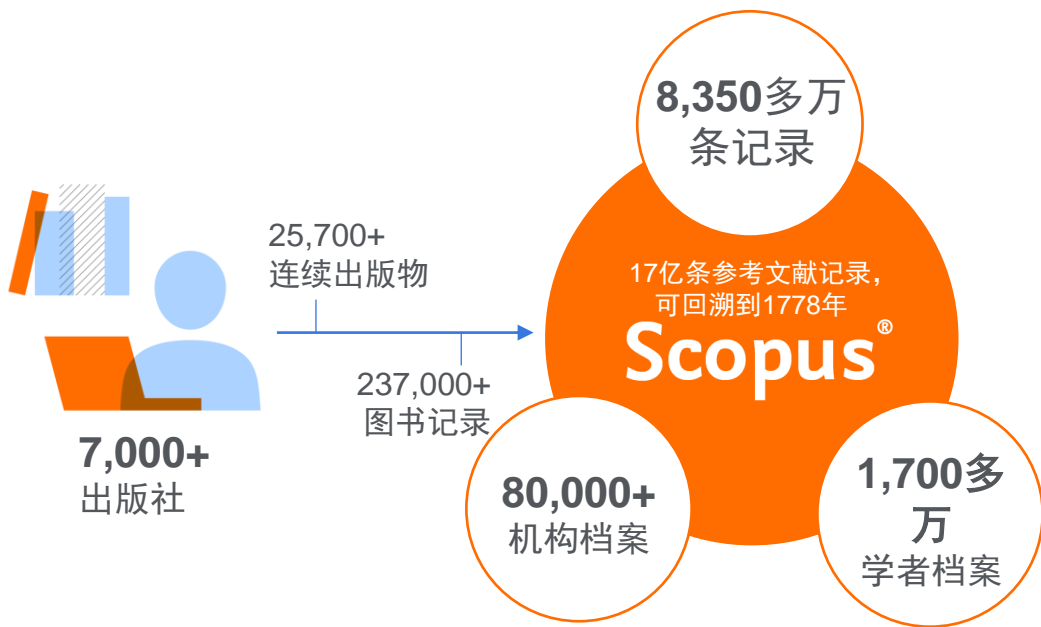 7,000+
出版社
25,700+
连续出版物
237,000+
图书记录
8,350多万
条记录
17亿条参考文献记录，
可回溯到1778年
Scopus®
80,000+
机构档案
1,700多
万
学者档案